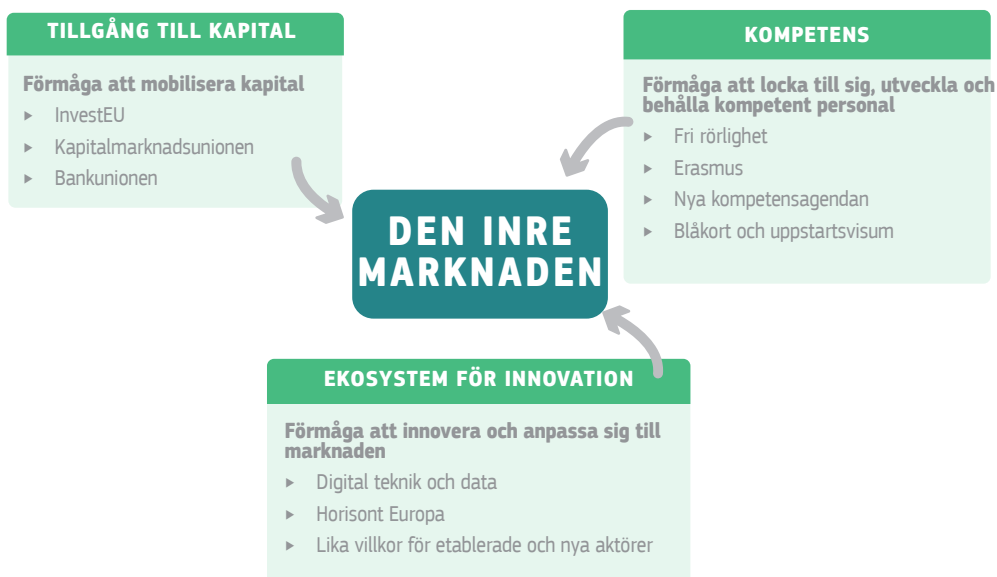 TILLGÅNG TILL KAPITAL
Förmåga att mobilisera kapital
▸ InvestEU
▸ Kapitalmarknadsunionen
▸ Bankunionen
KOMPETENS
Förmåga att locka till sig, utveckla och
behålla kompetent personal
▸ Fri rörlighet
▸ Erasmus
▸ Nya kompetensagendan
▸ Blåkort och uppstartsvisum
DEN INRE
MARKNADEN
EKOSYSTEM FÖR INNOVATION
Förmåga att innovera och anpassa sig till
marknaden
▸ Digital teknik och data
▸ Horisont Europa
▸ Lika villkor för etablerade och nya aktörer